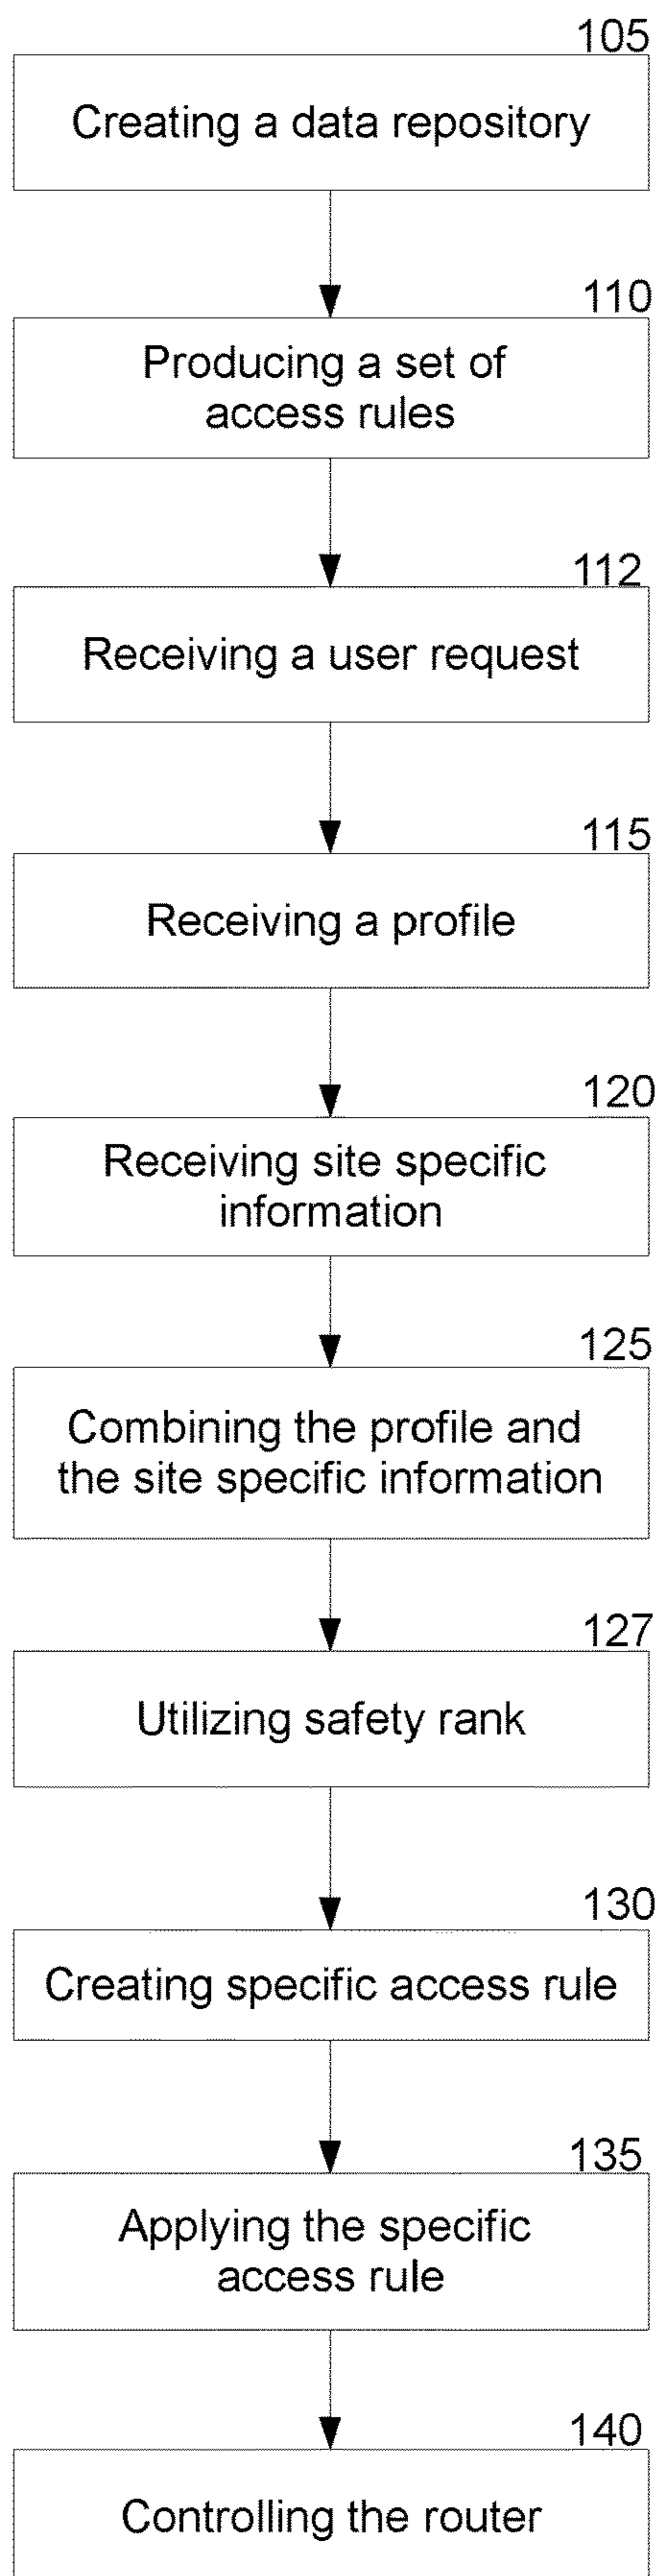 105
Creating a data repository
110
Producing a set of
access rules
112
Receiving a user request
115
Receiving a profile
120
Receiving site specific
information
125
Combining the profile and
the site specific information
127
Utilizing safety rank
130
Creating specific access rule
135
Applying the specific
access rule
140
Controlling the router